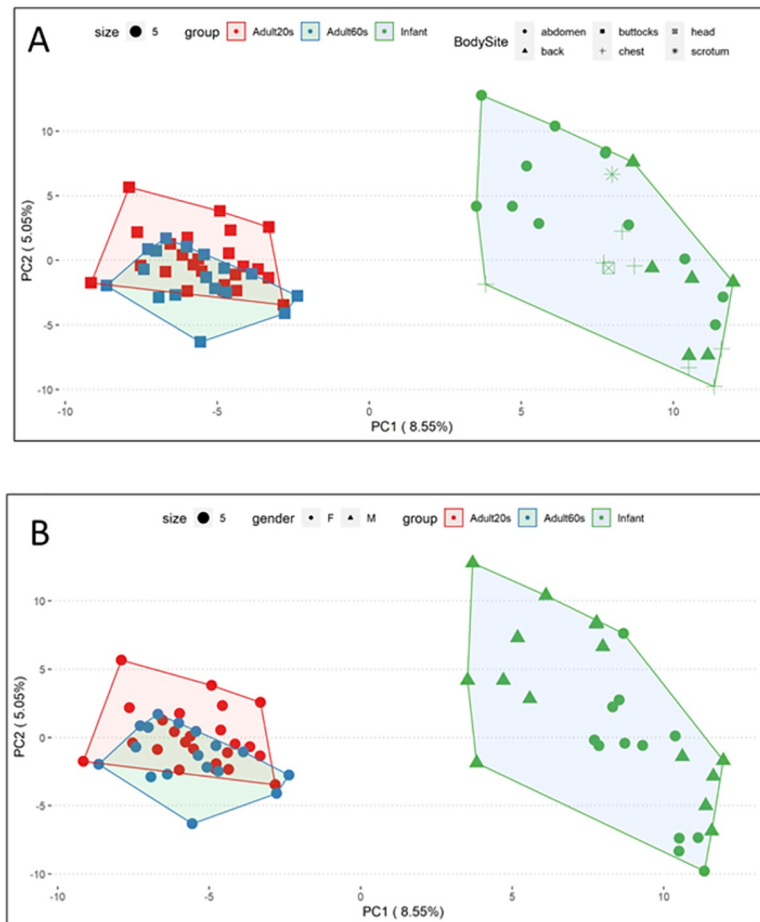 A
size 5 group Adult20s Adult60s Infant
BodySite abdomen buttocks head
back chest scrotum
10
5
0
-5
-10
PC2 ( 5.05%)
-10 -5 0 5 10
PC1 ( 8.55%)
B
size 5 gender F M group Adult20s Adult60s Infant
10
5
0
-5
-10
PC2 ( 5.05%)
-10 -5 0 5 10
PC1 ( 8.55%)